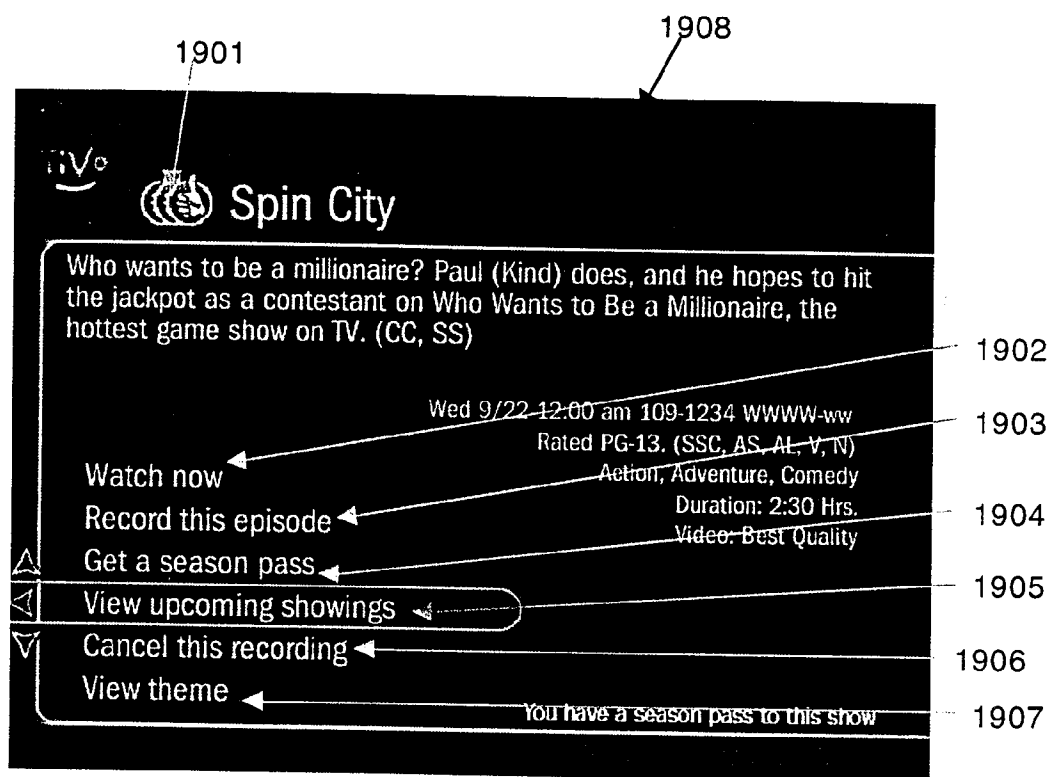 1908
1901
TiVo
Spin City
Who wants to be a millionaire? Paul (Kind) does, and he hopes to hit
the jackpot as a contestant on Who Wants to Be a Millionaire, the
hottest game show on TV. (CC, SS)
1902
Wed 9/22 12:00 am 109-1234 WWWW-ww
1903
Rated PG-13. (SSC, AS, AL, V, N)
Watch now
Action, Adventure, Comedy
Duration: 2:30 Hrs.
Record this episode
1904
Video: Best Quality
Get a season pass
1905
View upcoming showings
Cancel this recording
1906
View theme
You have a season pass to this show
1907